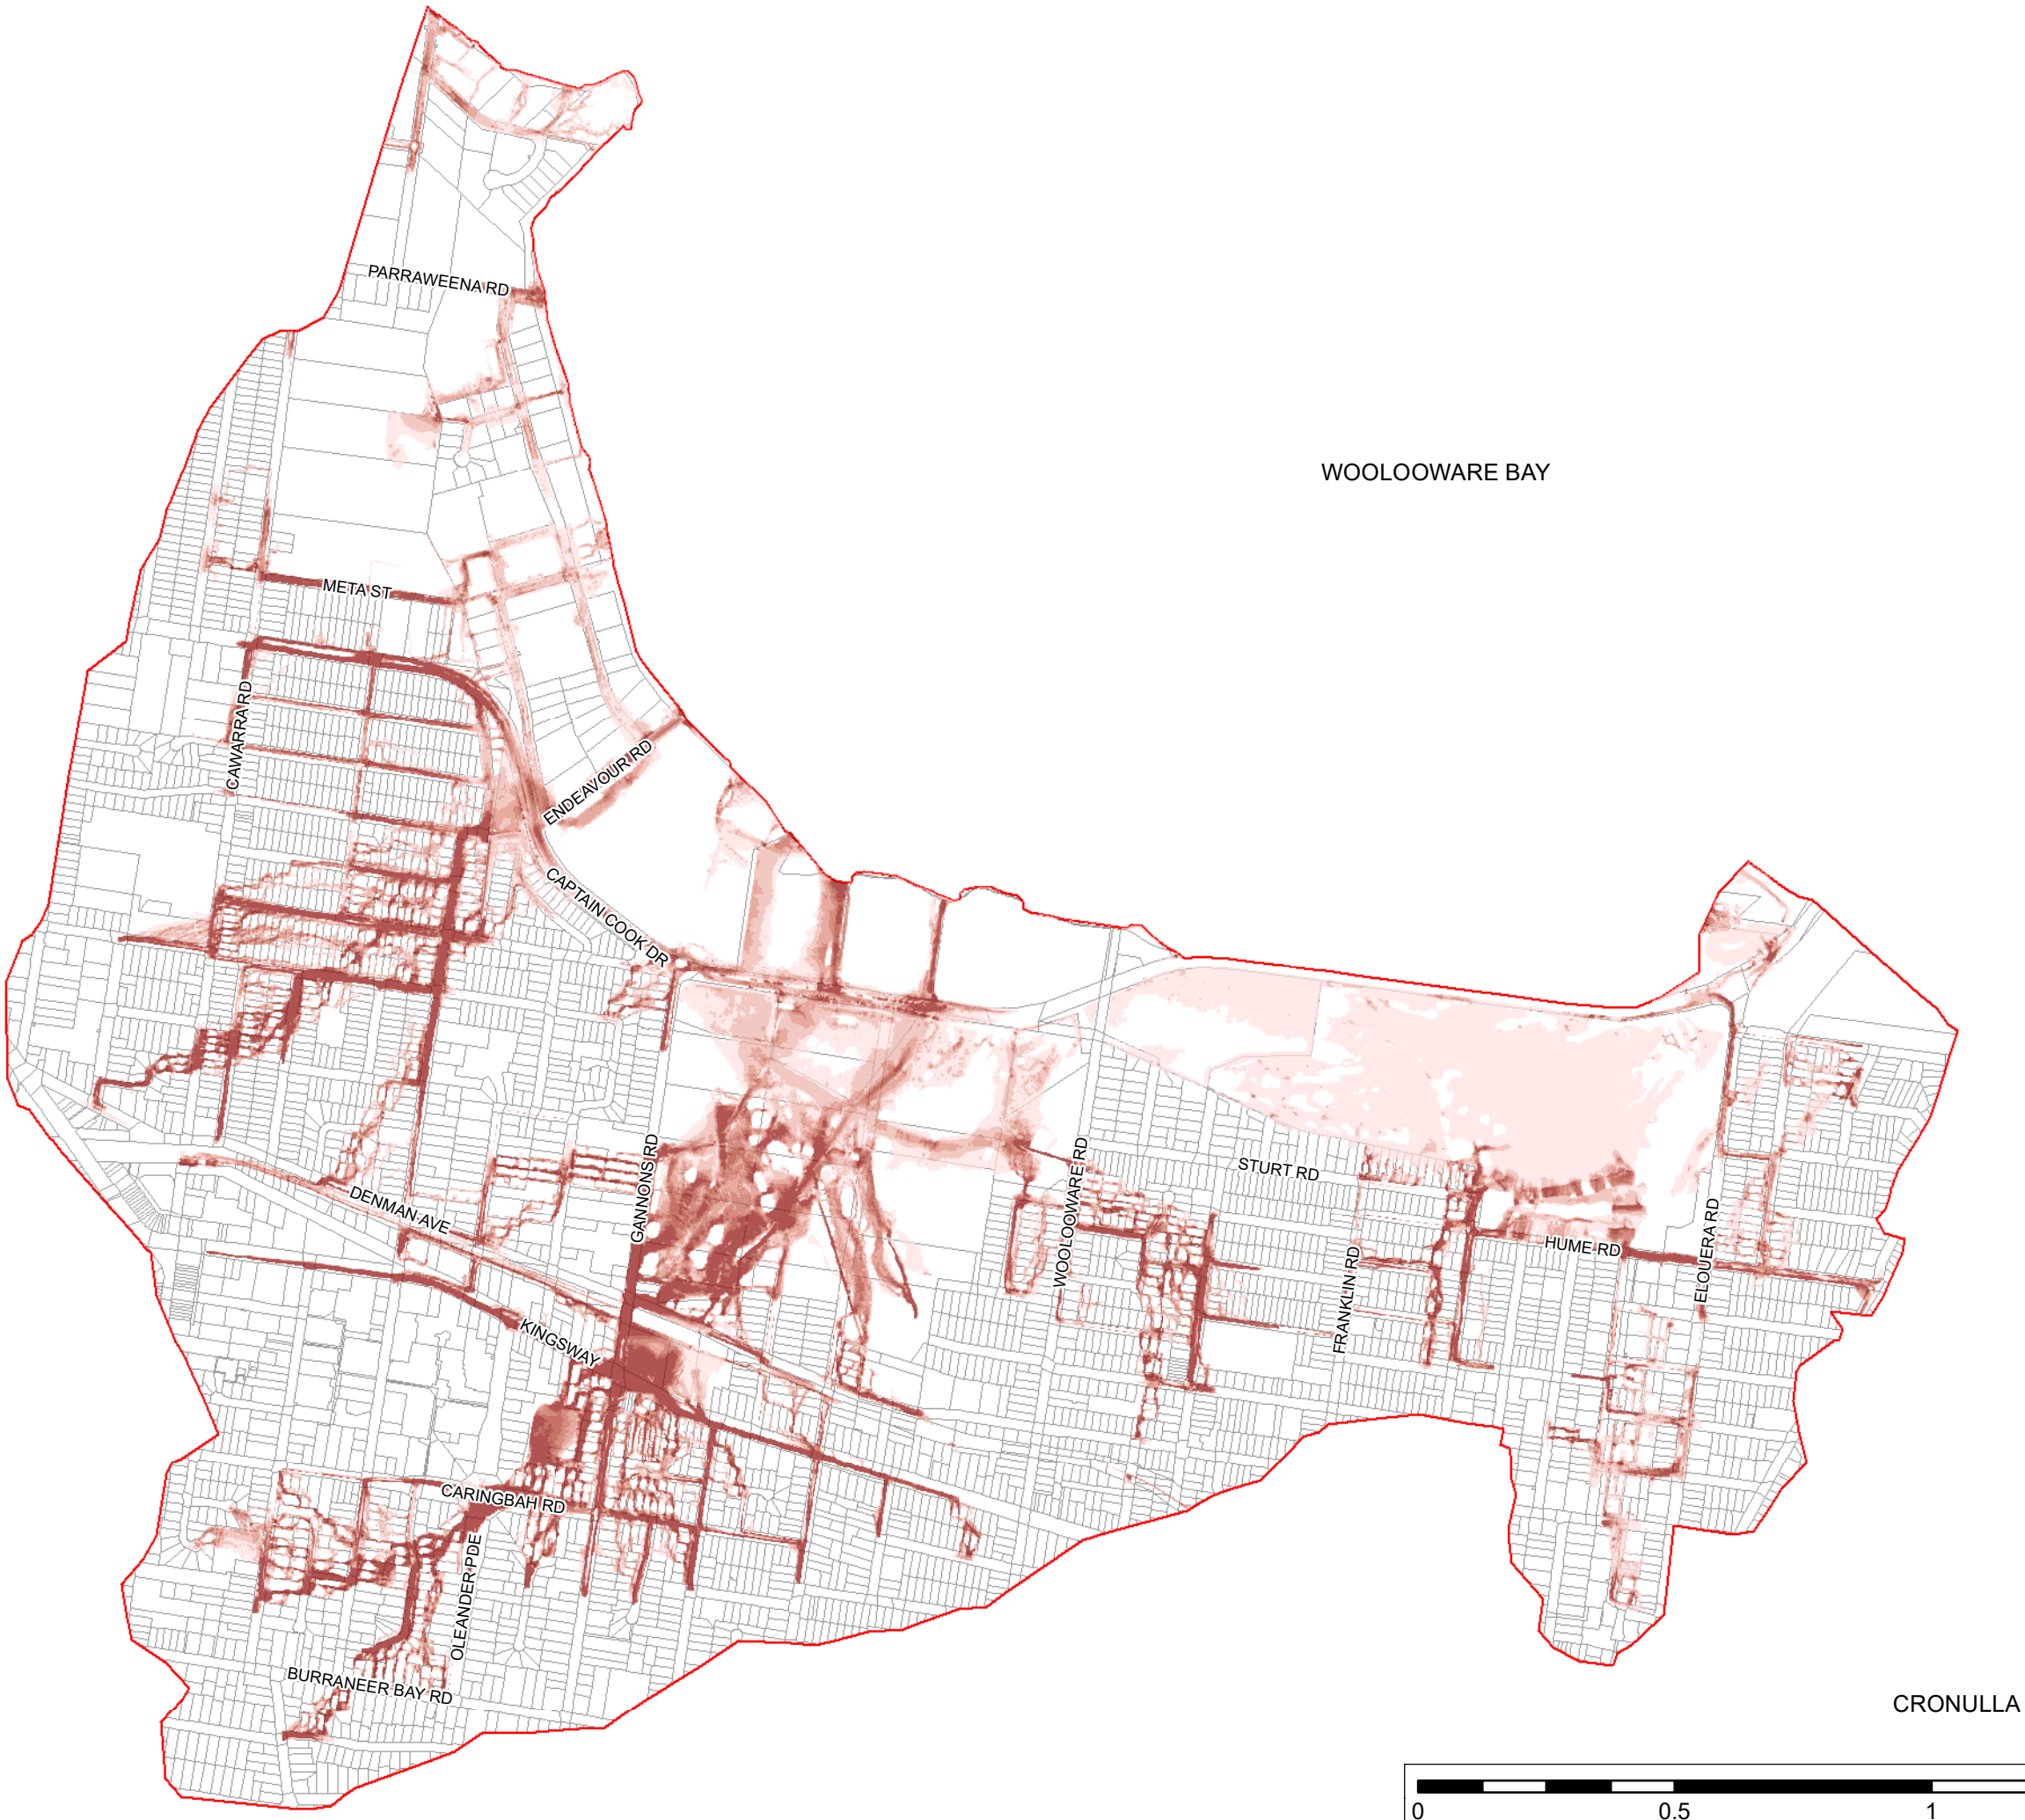 PARRAWEENA RD
WOOLOOWARE BAY
META ST
CAWARRA RD
ENDEAVOUR RD
CAPTAIN COOK DR
GANNONS RD
WOOLOOWARE RD
STURT RD
DENMAN AVE
HUME RD
ELOUERA RD
FRANKLIN RD
KINGSWAY
CARINGBAH RD
OLEANDER PDE
BURRANEER BAY RD
CRONULLA
0 0.5 1